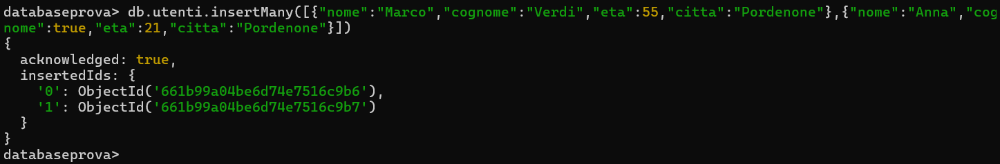 databaseprova> db.utenti.insertMany([{"nome":"Marco","cognome":"Verdi","eta":55,"citta":"Pordenone"},{"nome":"Anna","cog
nome":true,"eta":21,"citta":"Pordenone"}])
{
  acknowledged: true,
  insertedIds: {
    '0': ObjectId('661b99a04be6d74e7516c9b6'),
    '1': ObjectId('661b99a04be6d74e7516c9b7')
  }
}
databaseprova>